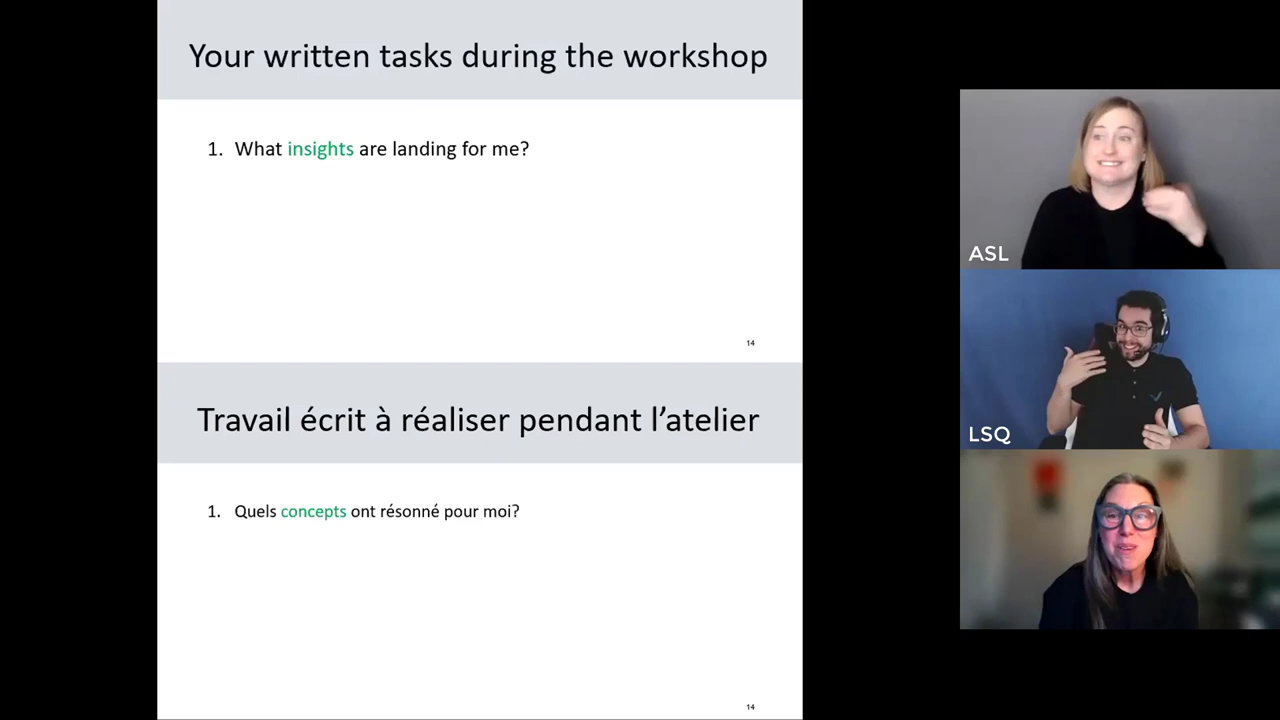 Your written tasks during the workshop
1. What insights are landing for me?
14
Travail écrit à réaliser pendant l’atelier
1. Quels concepts ont résonné pour moi?
14
ASL
LSQ